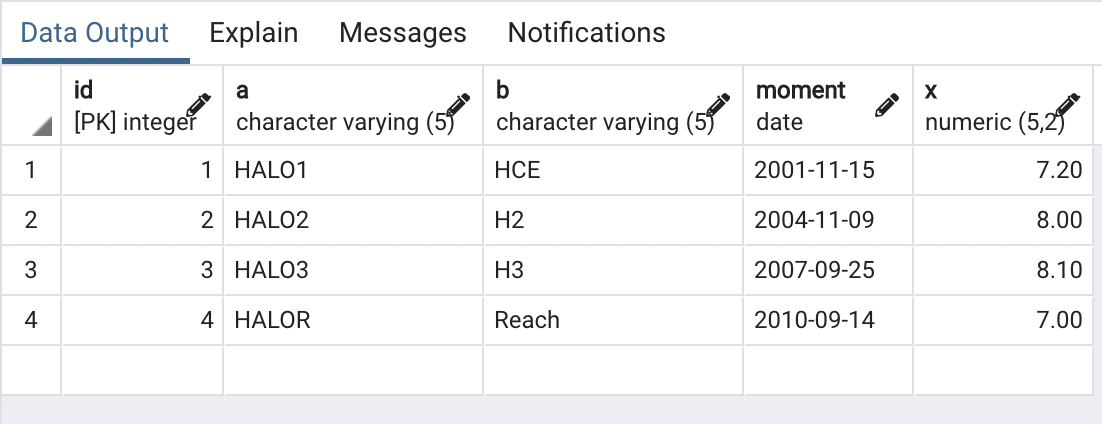 Data Output Explain Messages Notifications
id a b moment x
[PK] integer character varying (5) character varying (5) date numeric (5,2)
1 1 HALO1 HCE 2001-11-15 7.20
2 2 HALO2 H2 2004-11-09 8.00
3 3 HALO3 H3 2007-09-25 8.10
4 4 HALOR Reach 2010-09-14 7.00